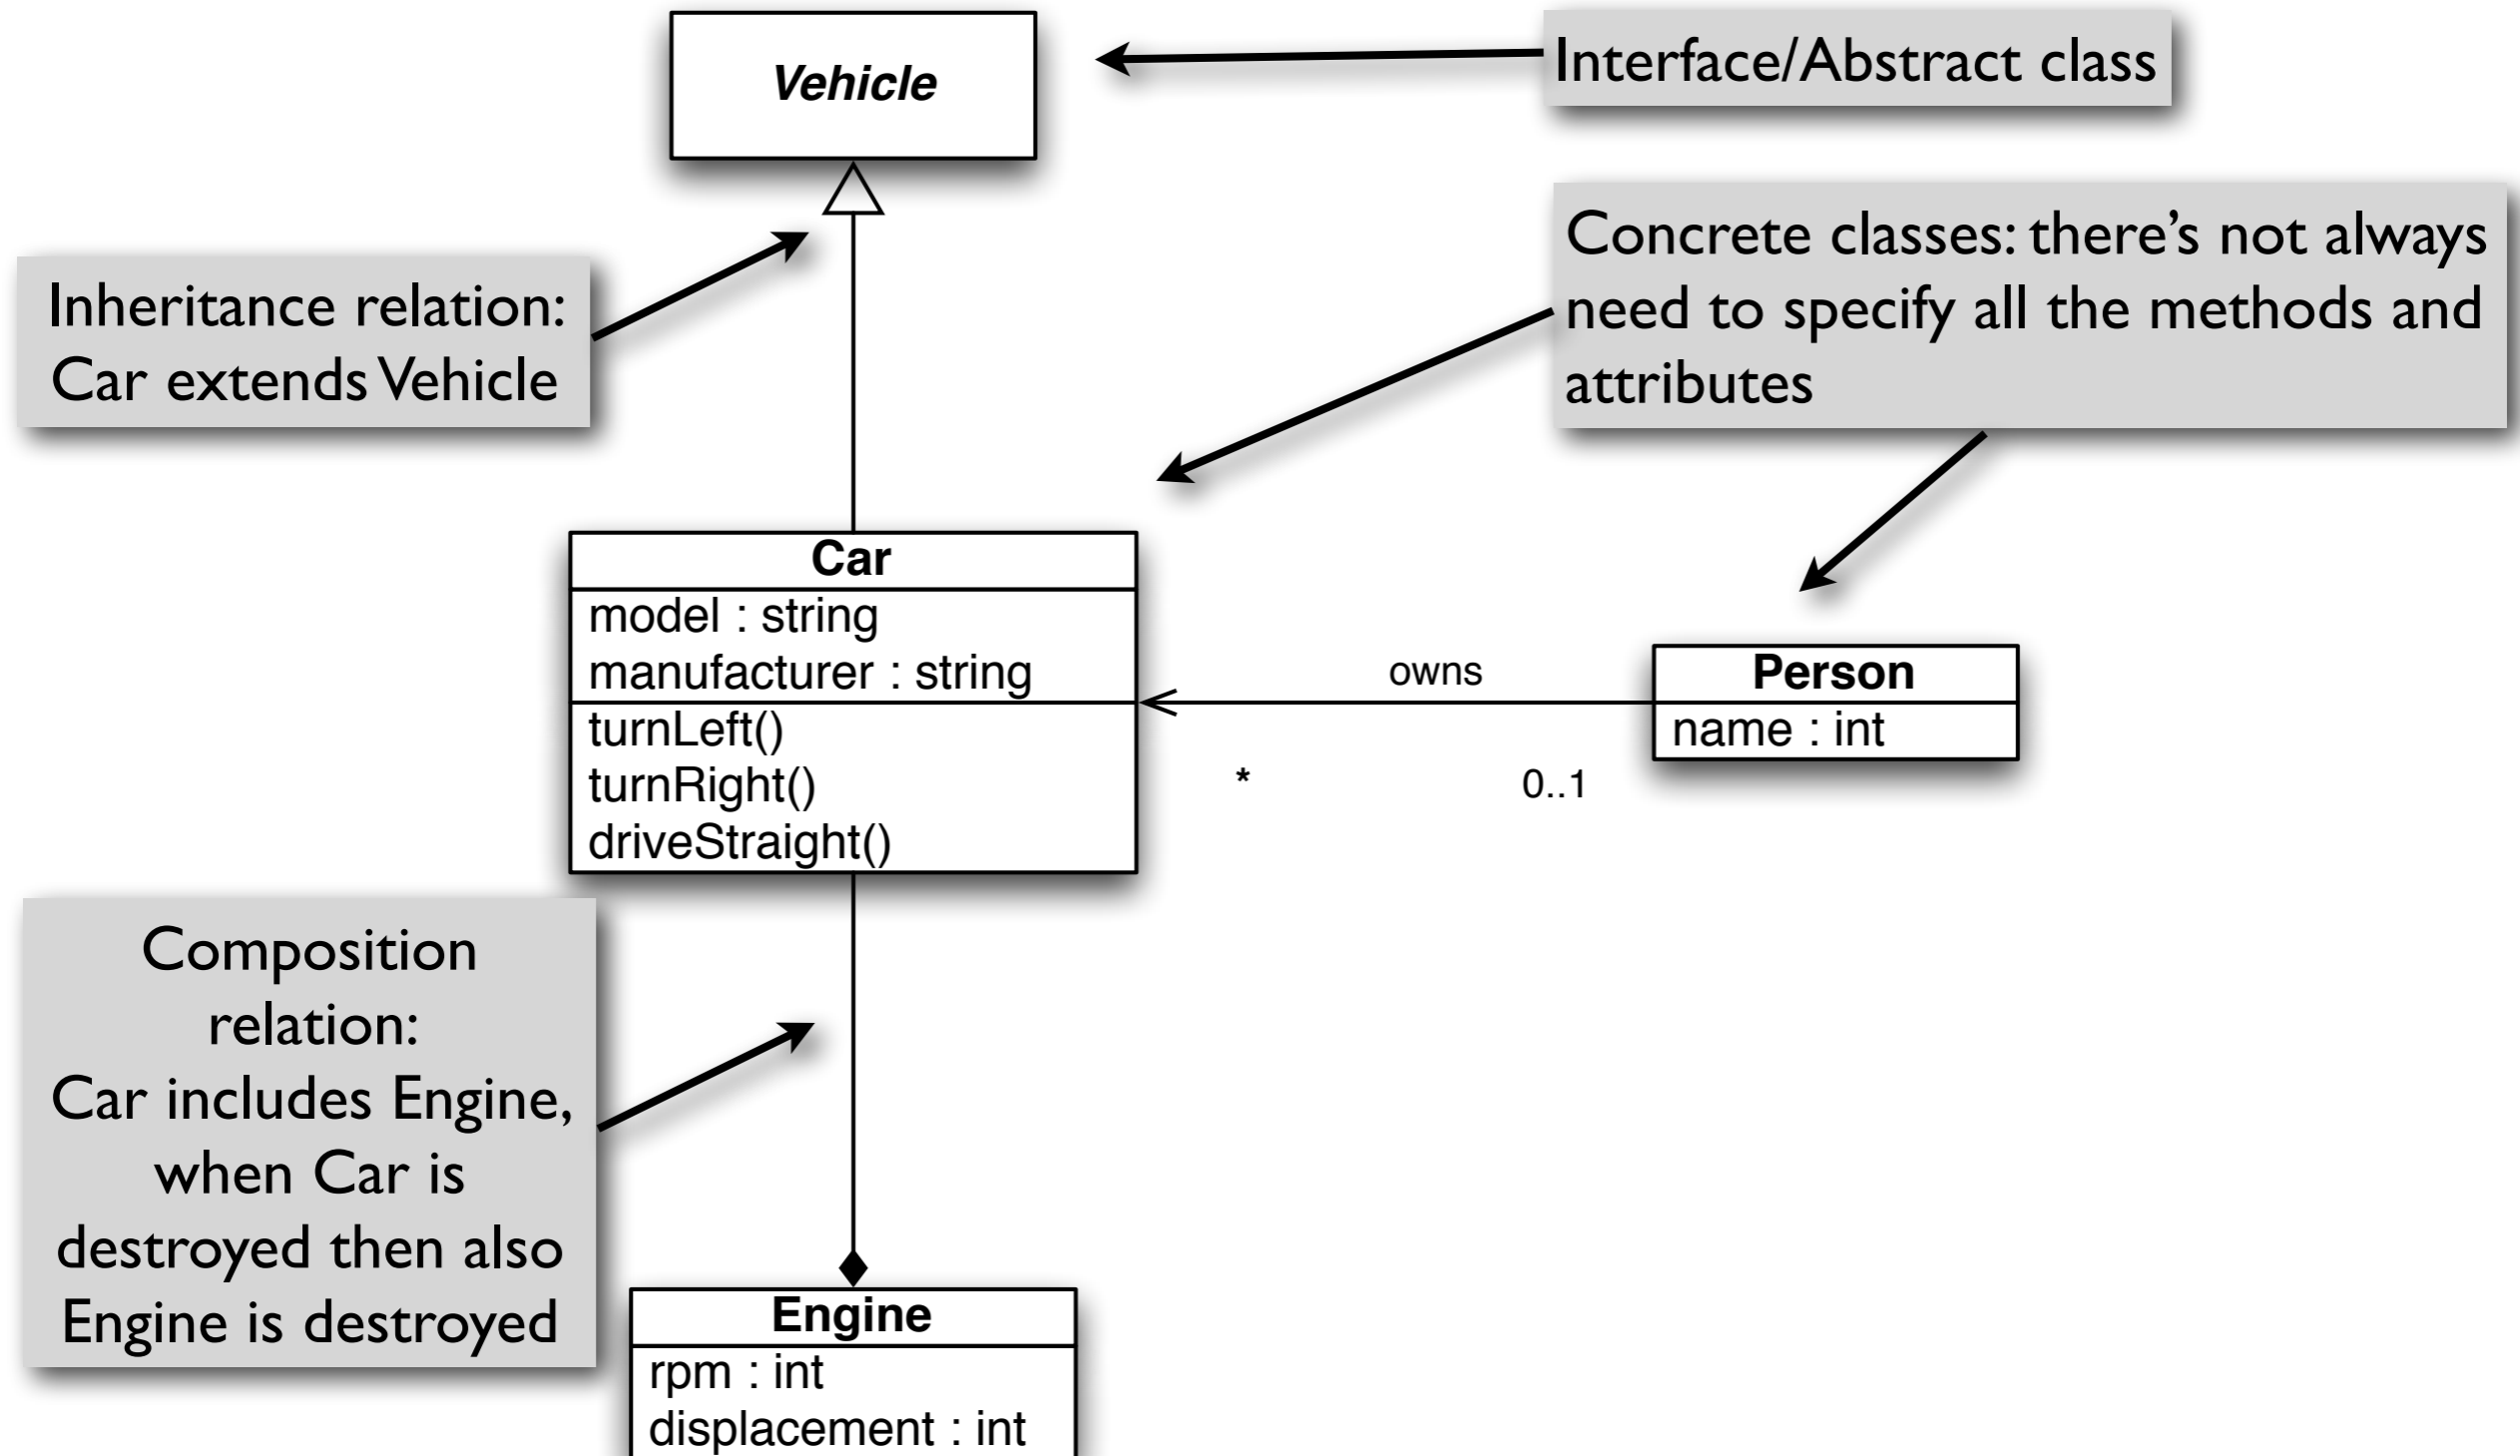 Vehicle
Interface/Abstract class
Inheritance relation:
Car extends Vehicle
Concrete classes: there's not always
need to specify all the methods and
attributes
Car
model : string
manufacturer : string
turnLeft()
turnRight()
driveStraight()
owns
*
0..1
Person
name : int
Composition
relation:
Car includes Engine,
when Car is
destroyed then also
Engine is destroyed
Engine
rpm : int
displacement : int